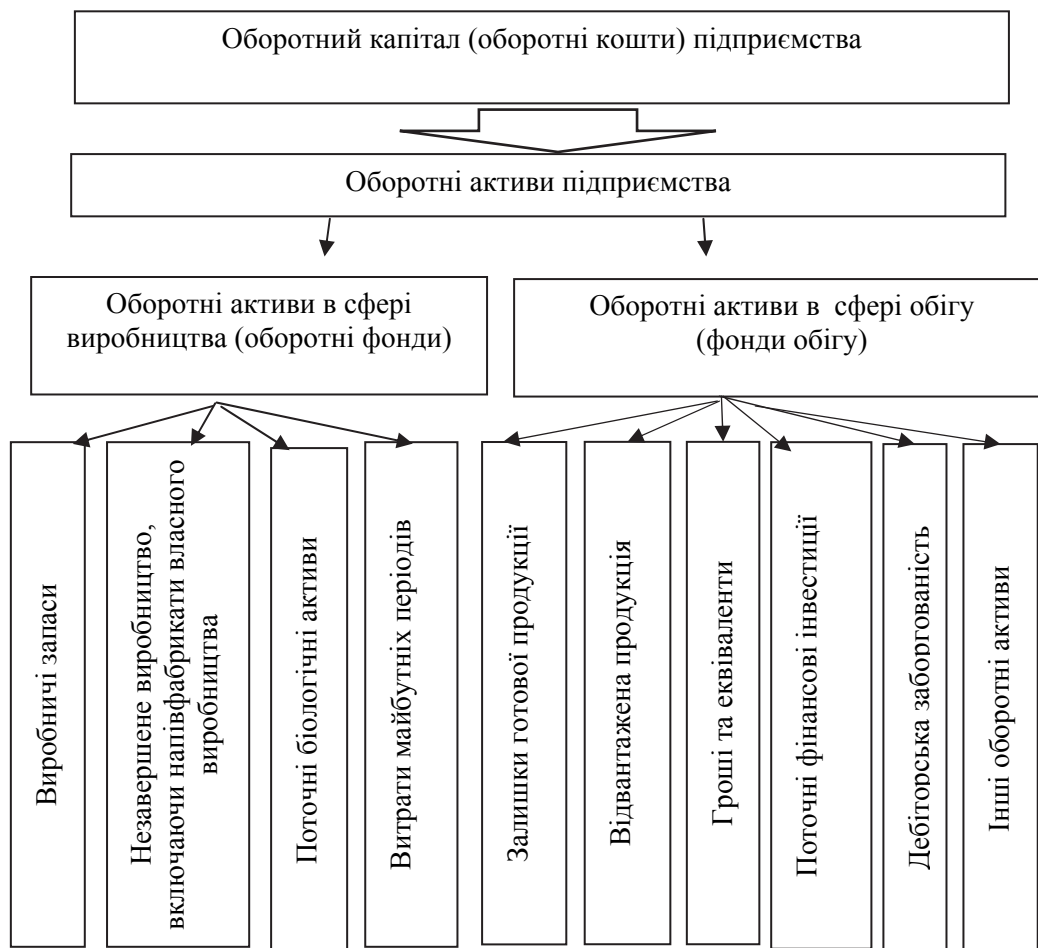 Оборотний капітал (оборотні кошти) підприємства
Оборотні активи підприємства
Оборотні активи в сфері
виробництва (оборотні фонди)
Оборотні активи в сфері обігу
(фонди обігу)
Виробничі запаси
Незавершене виробництво,
включаючи напівфабрикати власного
виробництва
Поточні біологічні активи
Витрати майбутніх періодів
Залишки готової продукції
Відвантажена продукція
Гроші та еквіваленти
Поточні фінансові інвестиції
Дебіторська заборгованість
Інші оборотні активи